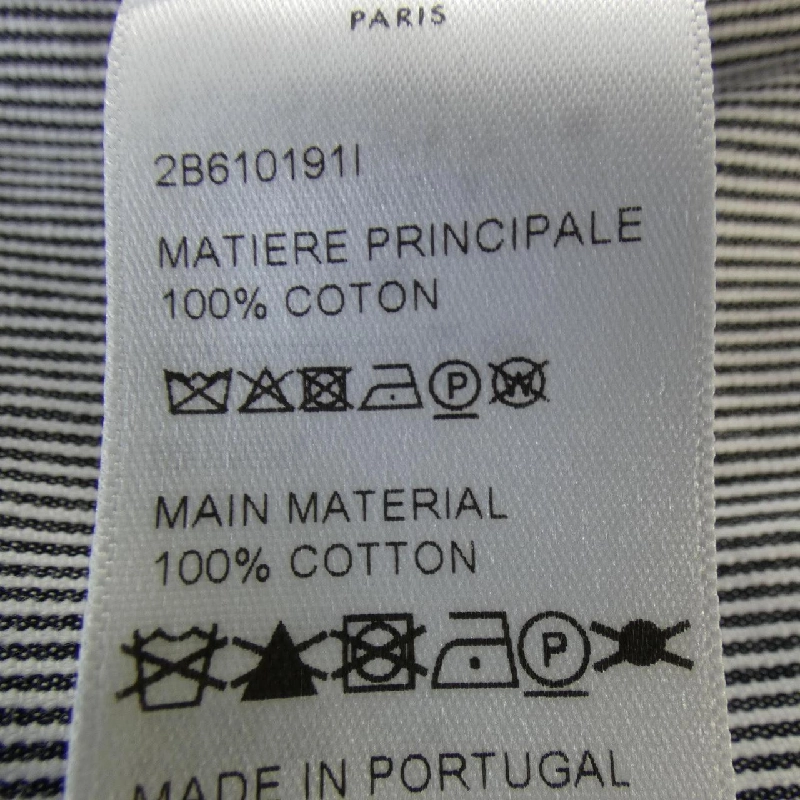 PARIS
2B610191I
MATIERE PRINCIPALE
100% COTON
P W
MAIN MATERIAL
100% COTTON
P
MADE IN PORTUGAL